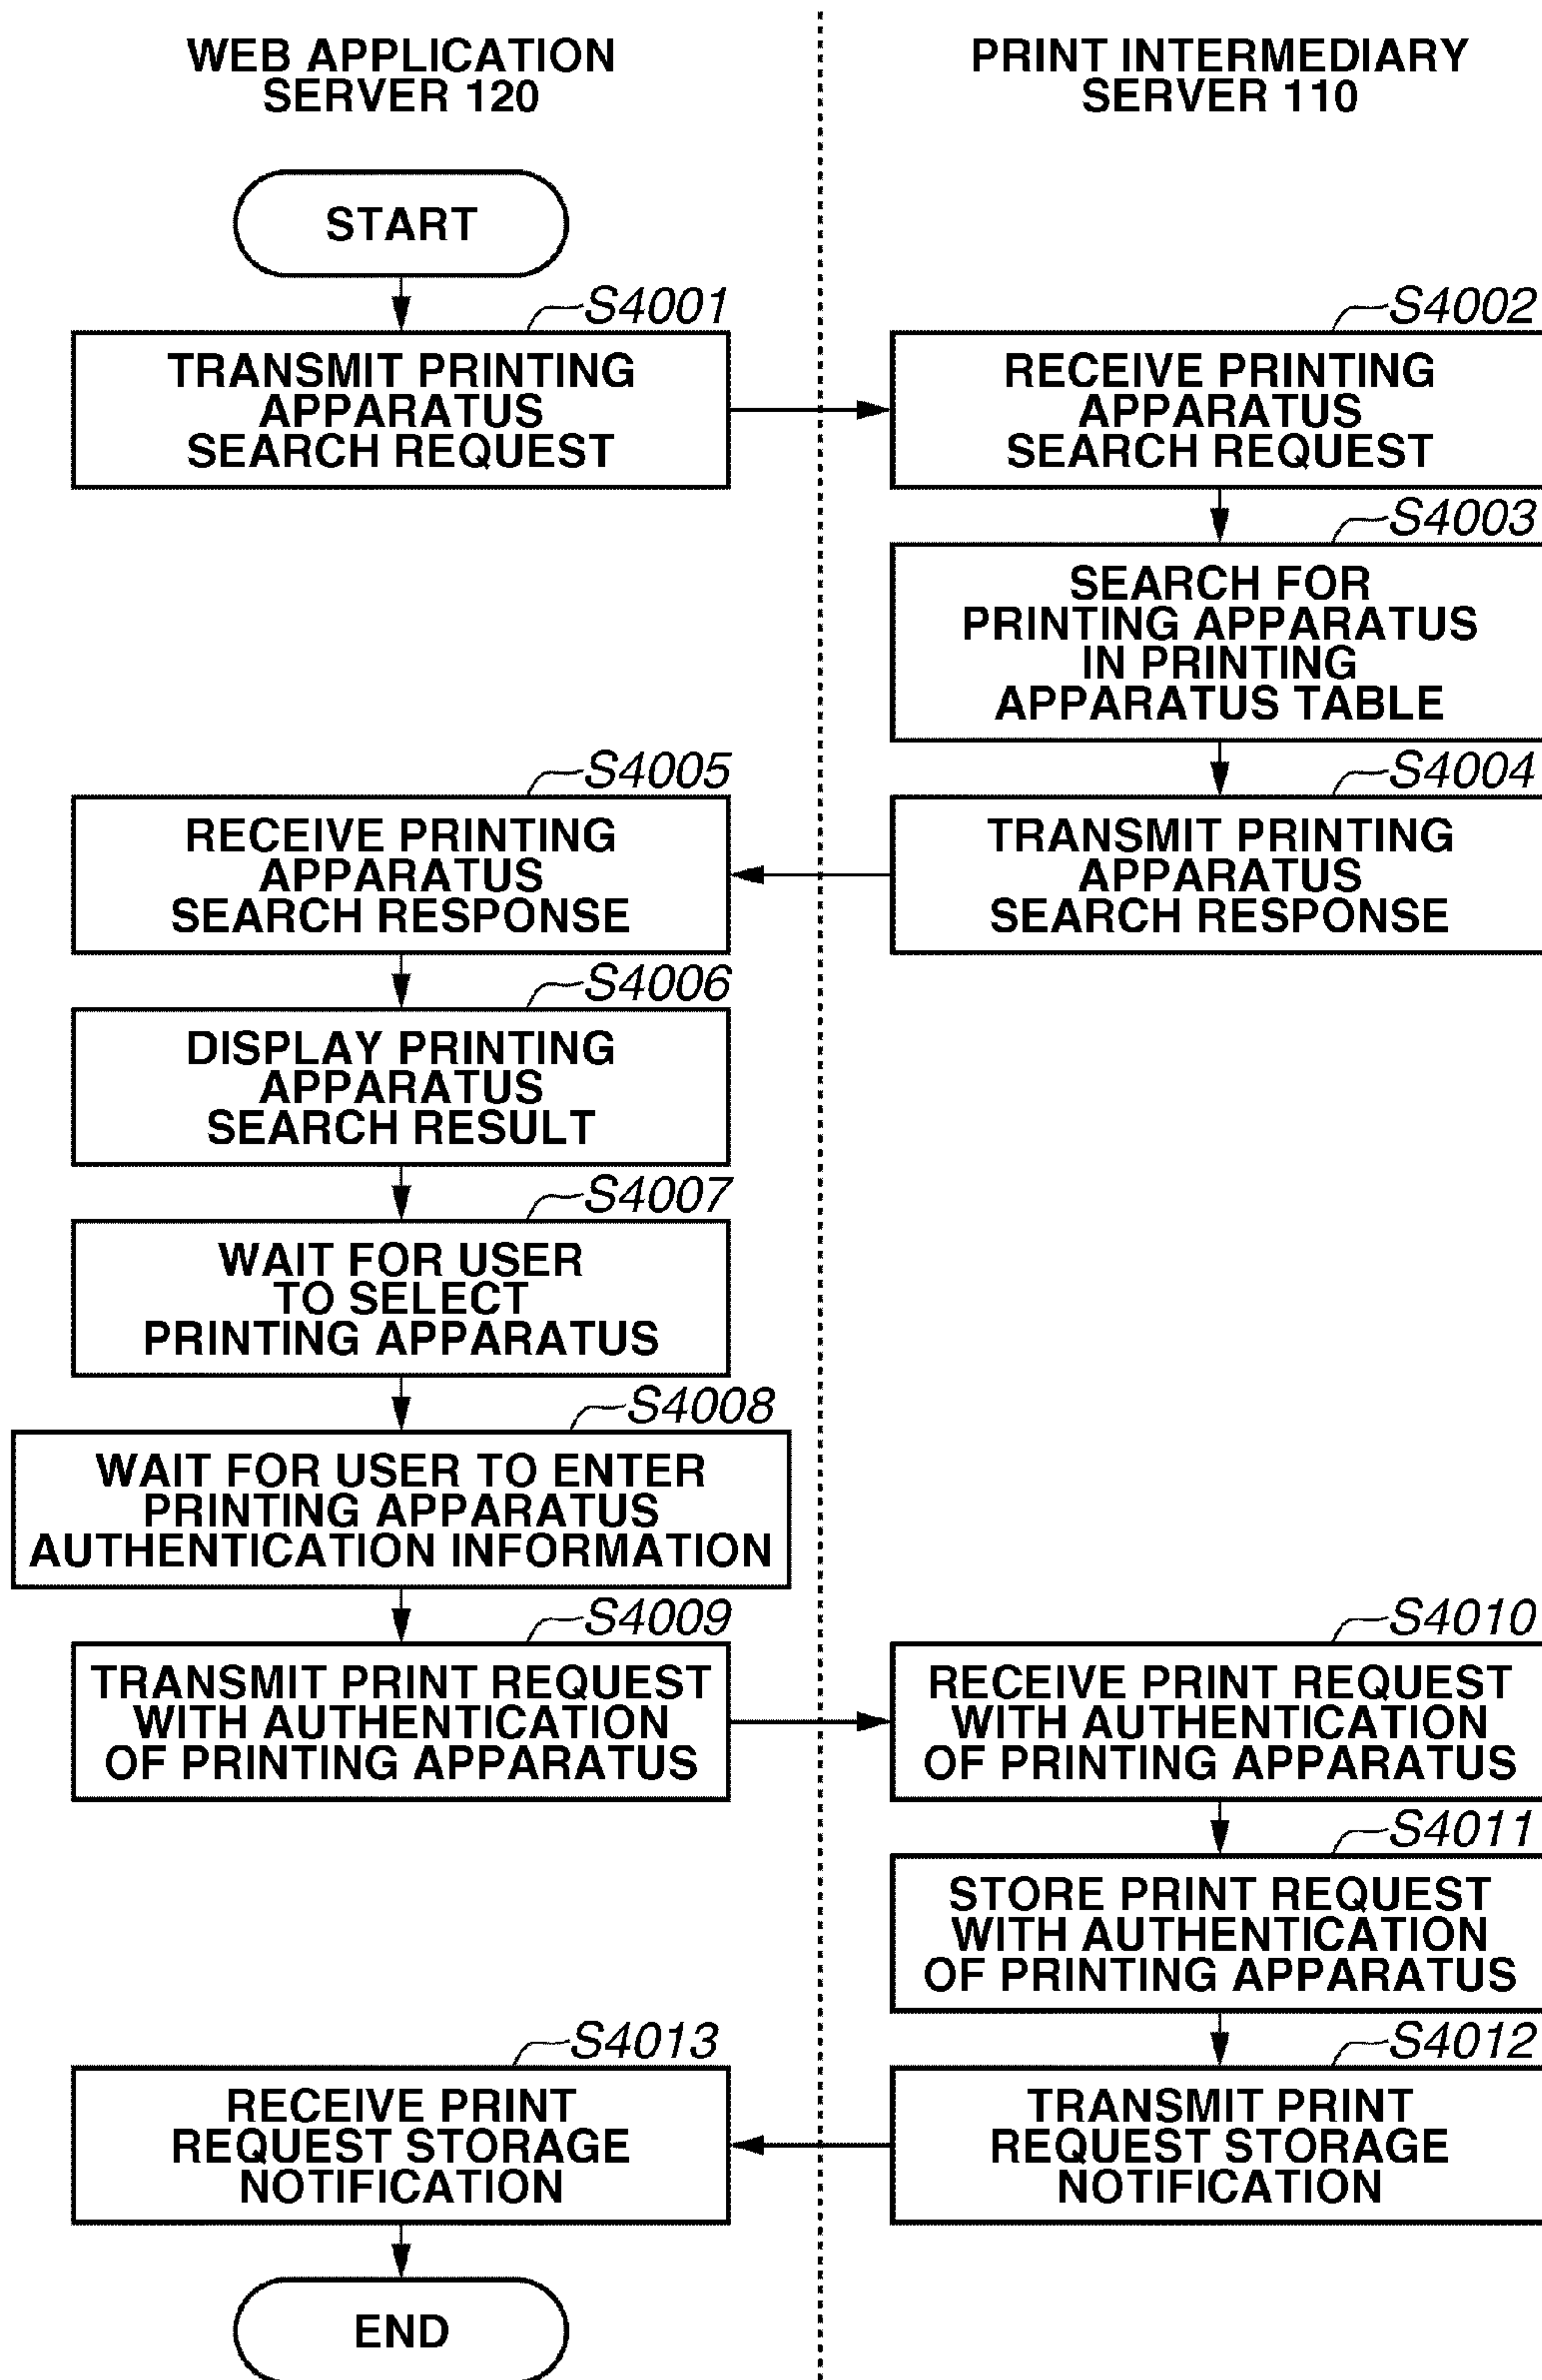 WEB APPLICATION
SERVER 120
PRINT INTERMEDIARY
SERVER 110
START
S4001
TRANSMIT PRINTING
APPARATUS
SEARCH REQUEST
S4002
RECEIVE PRINTING
APPARATUS
SEARCH REQUEST
S4003
SEARCH FOR
PRINTING APPARATUS
IN PRINTING
APPARATUS TABLE
S4004
TRANSMIT PRINTING
APPARATUS
SEARCH RESPONSE
S4005
RECEIVE PRINTING
APPARATUS
SEARCH RESPONSE
S4006
DISPLAY PRINTING
APPARATUS
SEARCH RESULT
S4007
WAIT FOR USER
TO SELECT
PRINTING APPARATUS
S4008
WAIT FOR USER TO ENTER
PRINTING APPARATUS
AUTHENTICATION INFORMATION
S4009
TRANSMIT PRINT REQUEST
WITH AUTHENTICATION
OF PRINTING APPARATUS
S4010
RECEIVE PRINT REQUEST
WITH AUTHENTICATION
OF PRINTING APPARATUS
S4011
STORE PRINT REQUEST
WITH AUTHENTICATION
OF PRINTING APPARATUS
S4012
TRANSMIT PRINT
REQUEST STORAGE
NOTIFICATION
S4013
RECEIVE PRINT
REQUEST STORAGE
NOTIFICATION
END